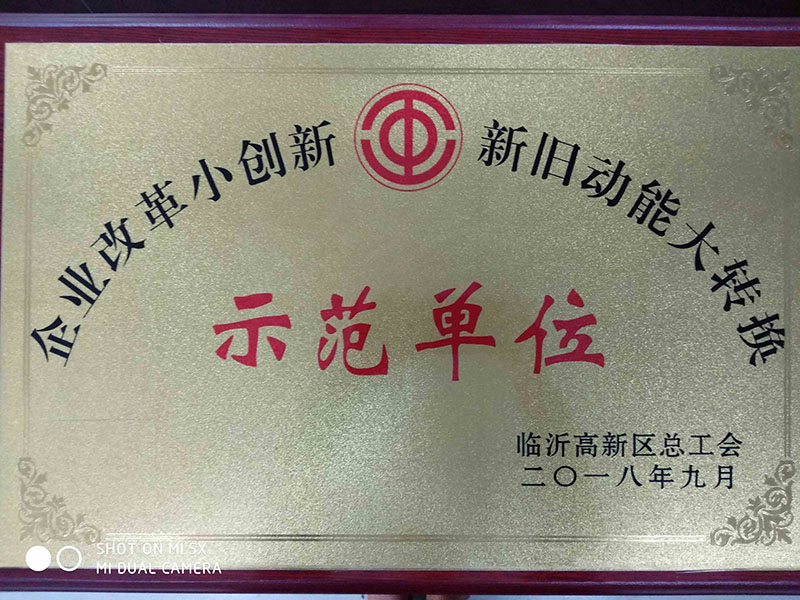 企业改革小创新 新旧动能大转换
示范单位
临沂高新区总工会
二〇一八年九月
SHOT ON MI 5X
MI DUAL CAMERA